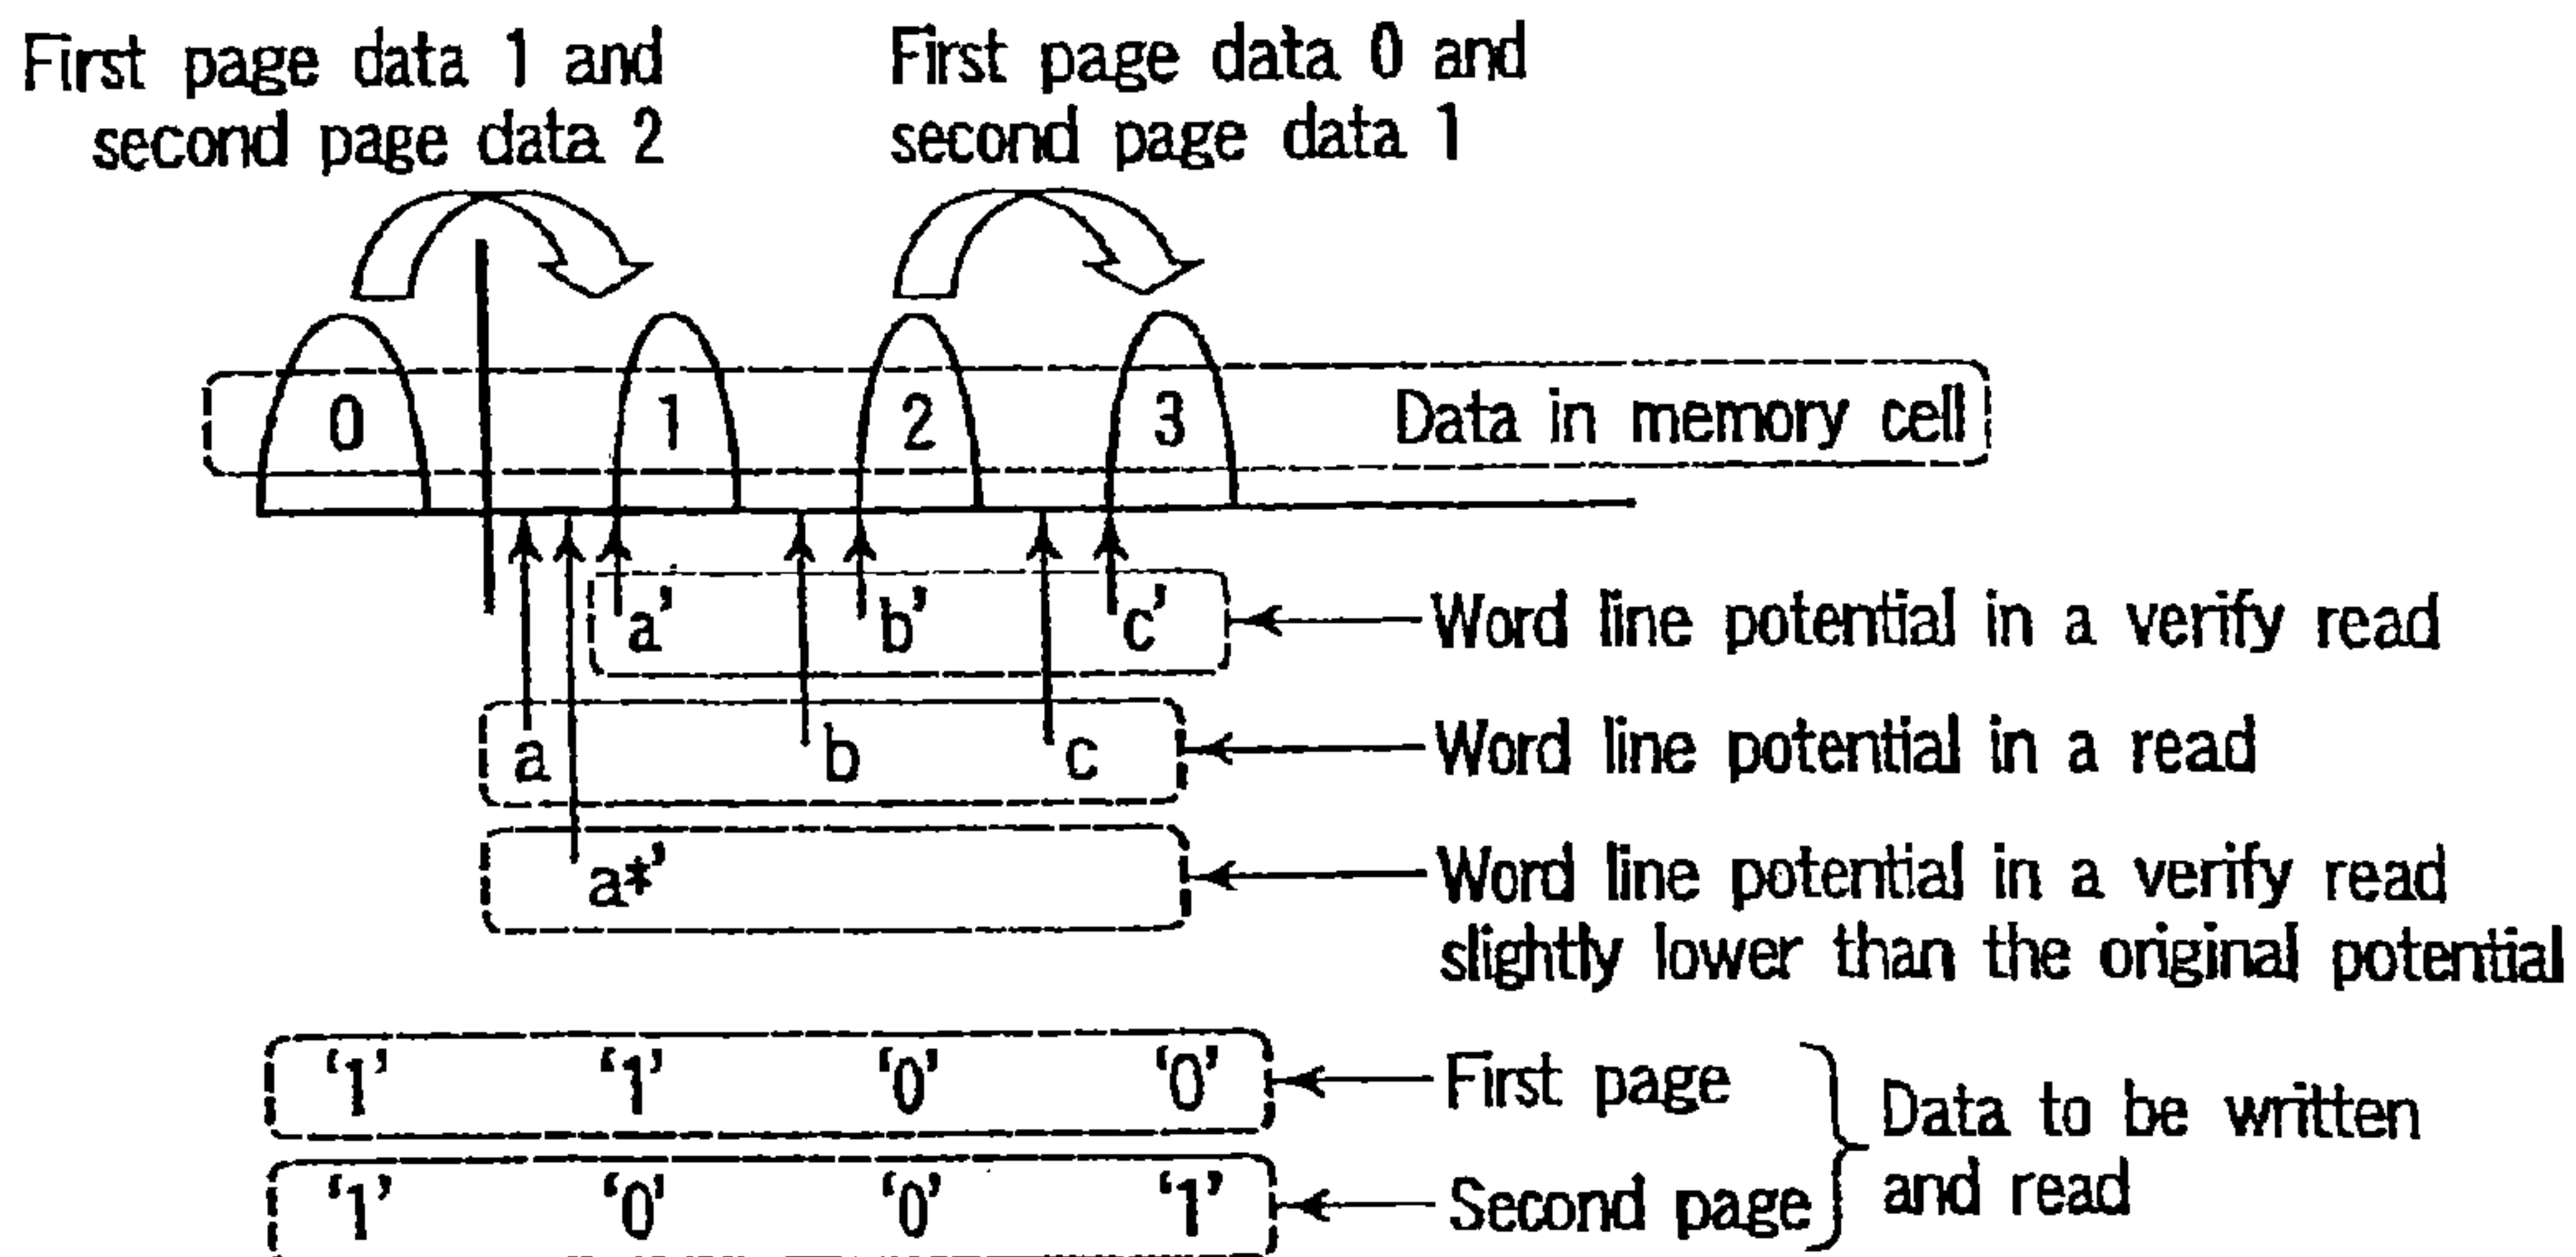 First page data 1 and
second page data 2
First page data 0 and
second page data 1
0 1 2 3 Data in memory cell
a' b' c' Word line potential in a verify read
a b c Word line potential in a read
a*' Word line potential in a verify read
slightly lower than the original potential
‘1’ ‘1’ ‘0’ ‘0’ First page
‘1’ ‘0’ ‘0’ ‘1’ Second page
Data to be written
and read